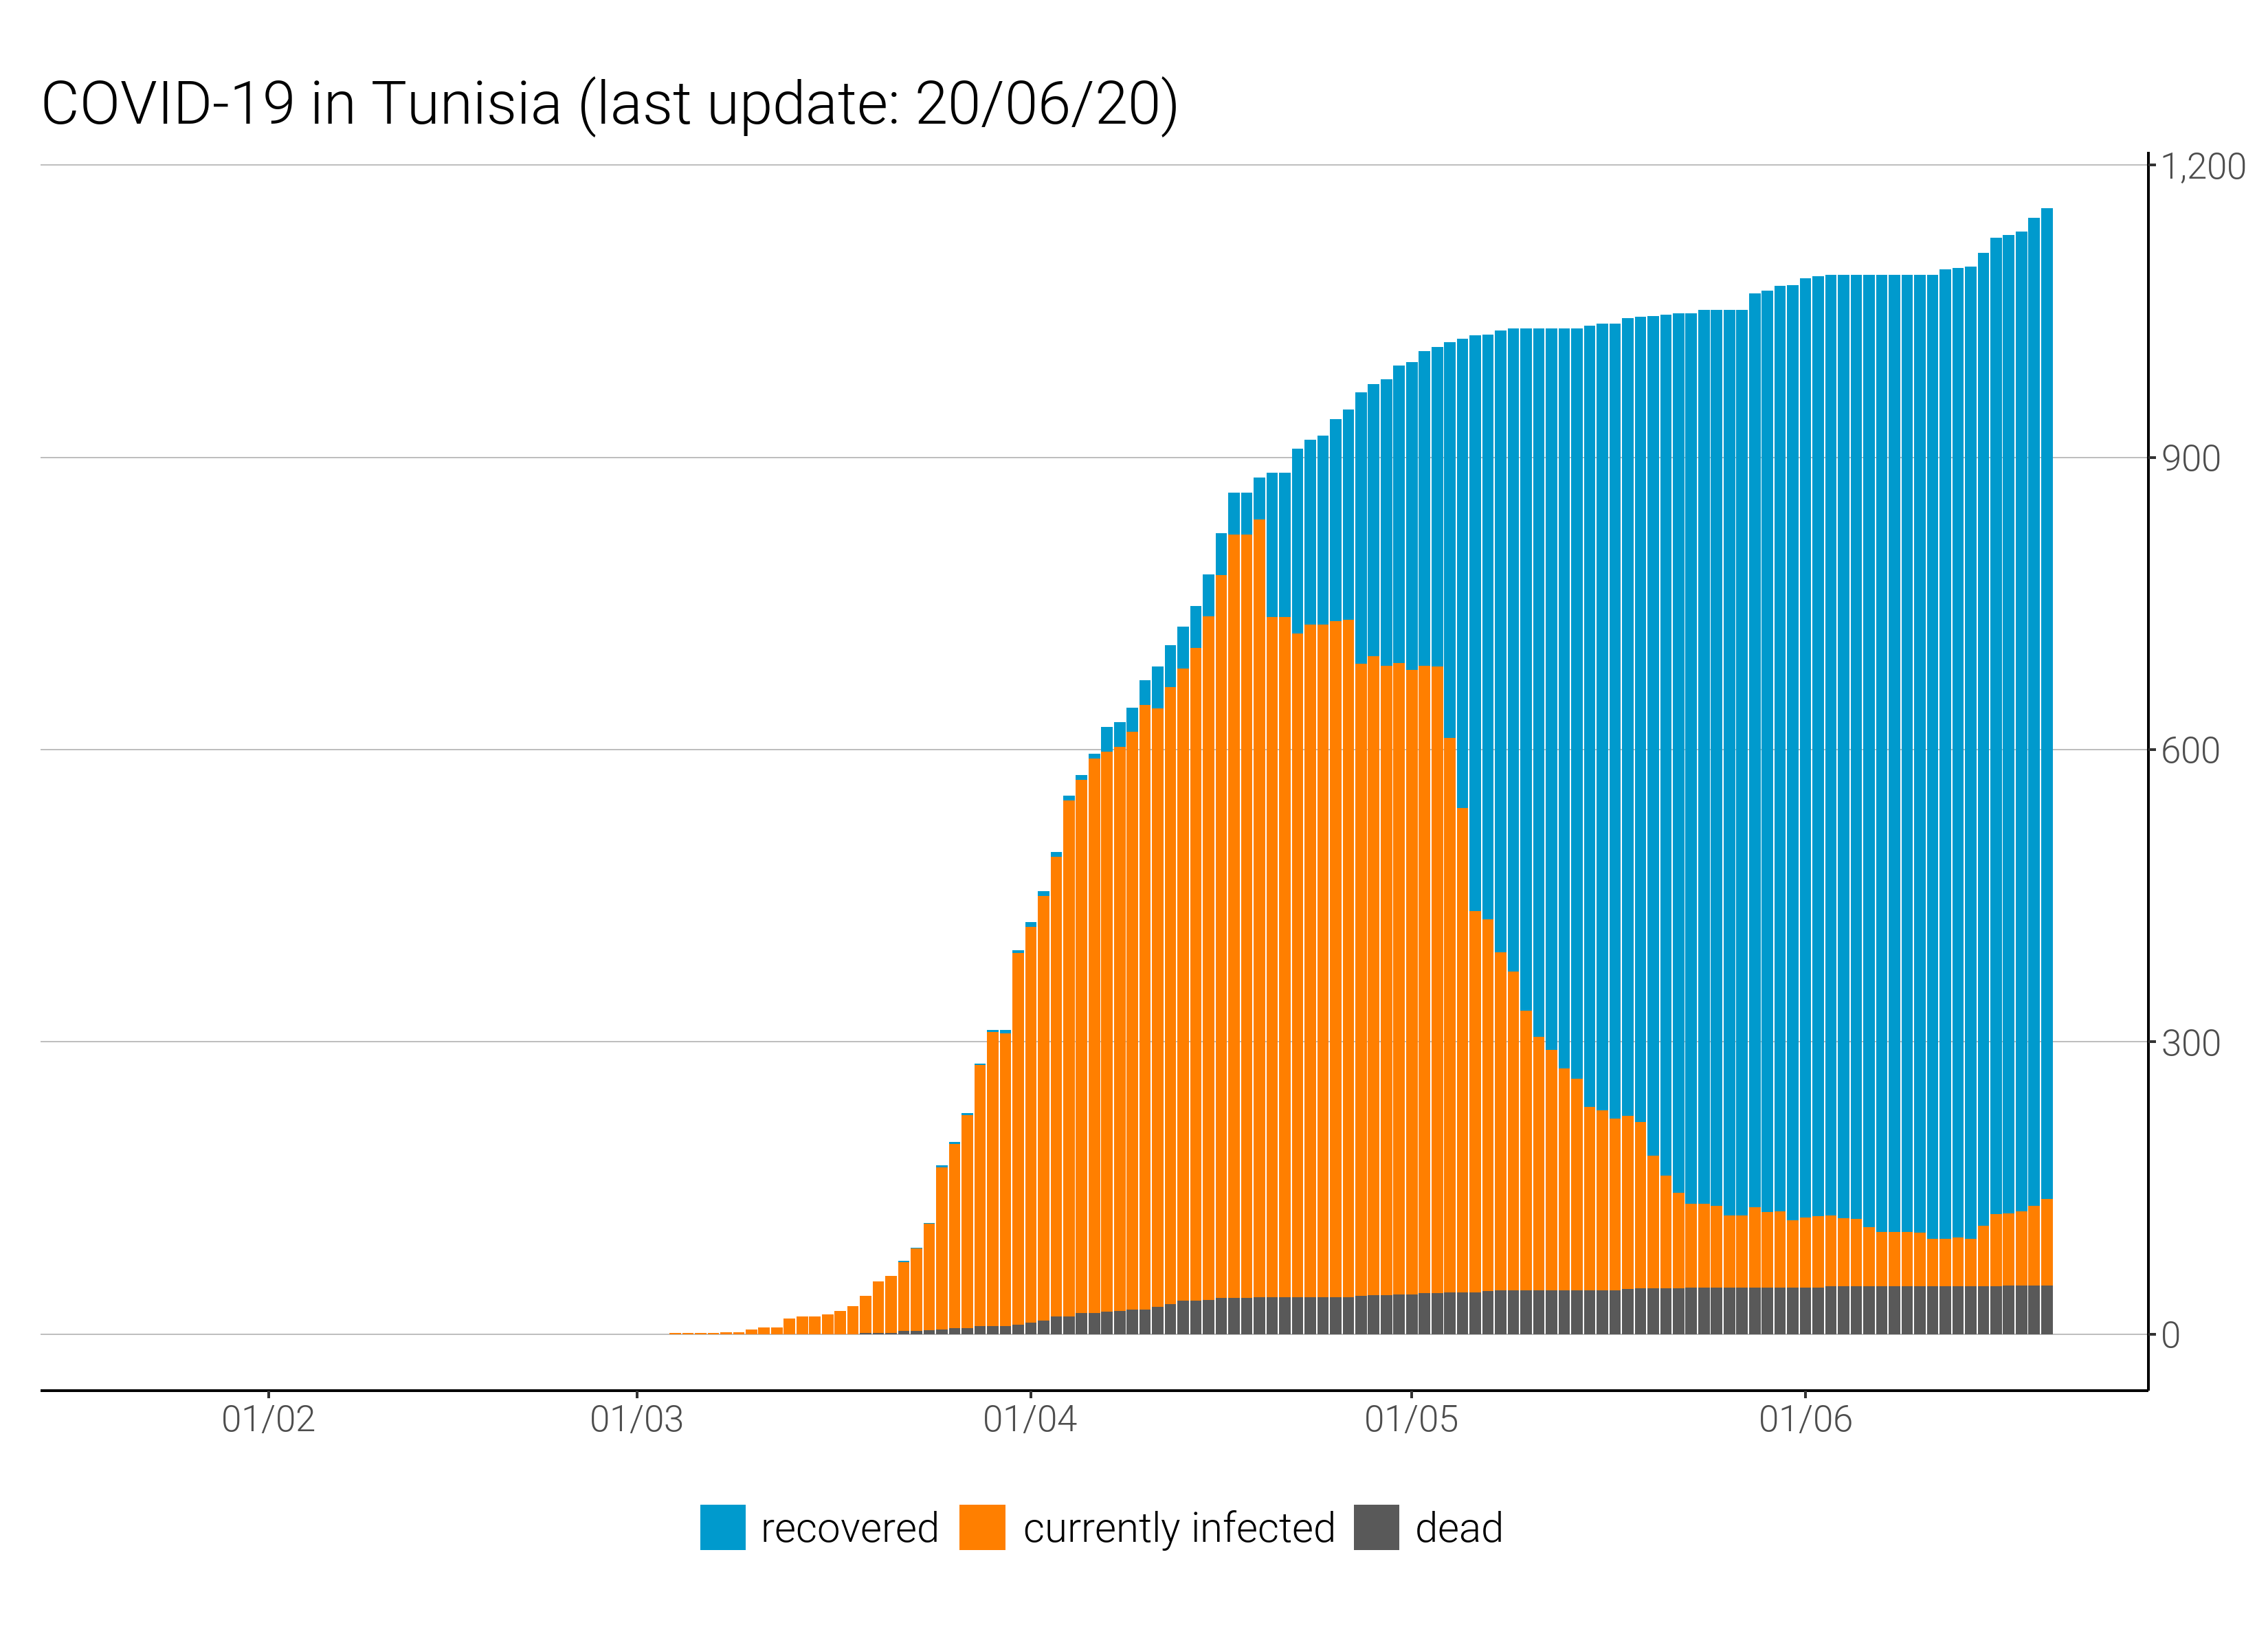 COVID-19 in Tunisia (last update: 20/06/20)
1,200
900
600
300
0
01/02 01/03 01/04 01/05 01/06
recovered currently infected dead